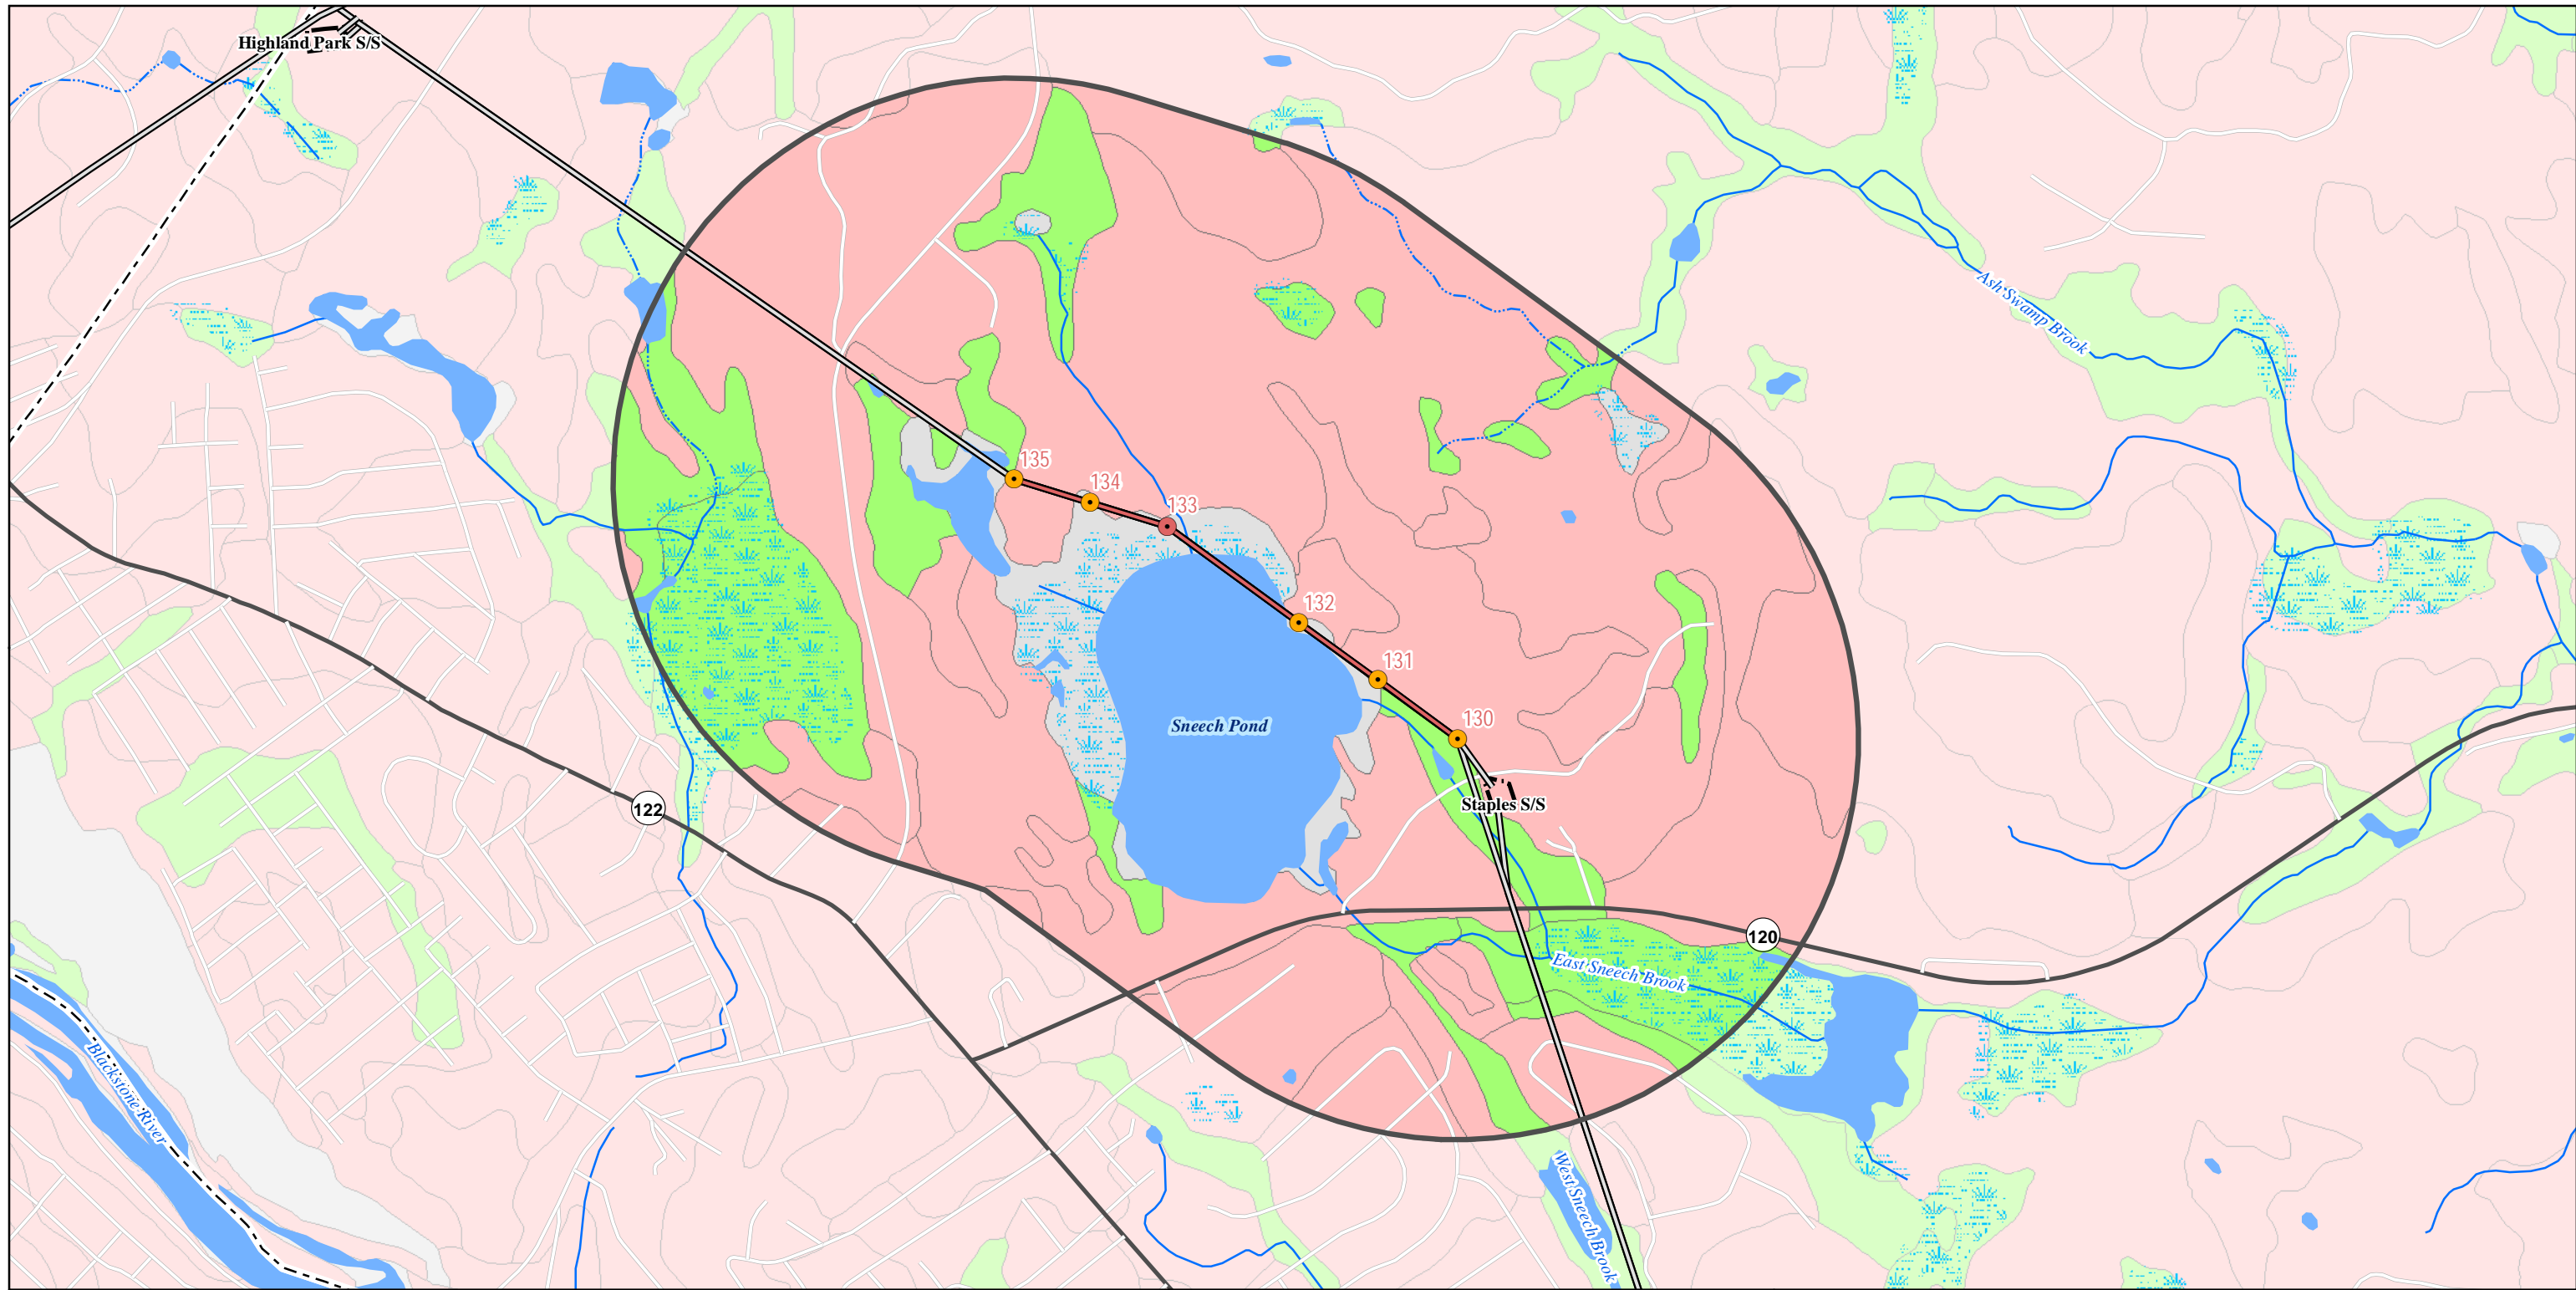 Highland Park S/S
Ash Swamp Brook
135
134
133
132
131
130
Sneech Pond
Staples S/S
122
120
East Sneech Brook
Blackstone River
West Sneech Brook